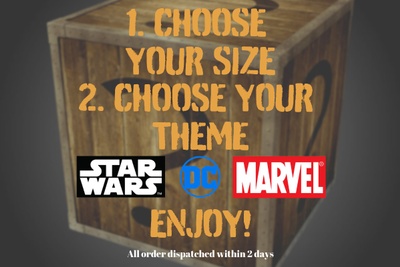 1. CHOOSE
YOUR SIZE
2. CHOOSE YOUR
THEME
STAR
WARS
DC
MARVEL
ENJOY!
All order dispatched within 2 days